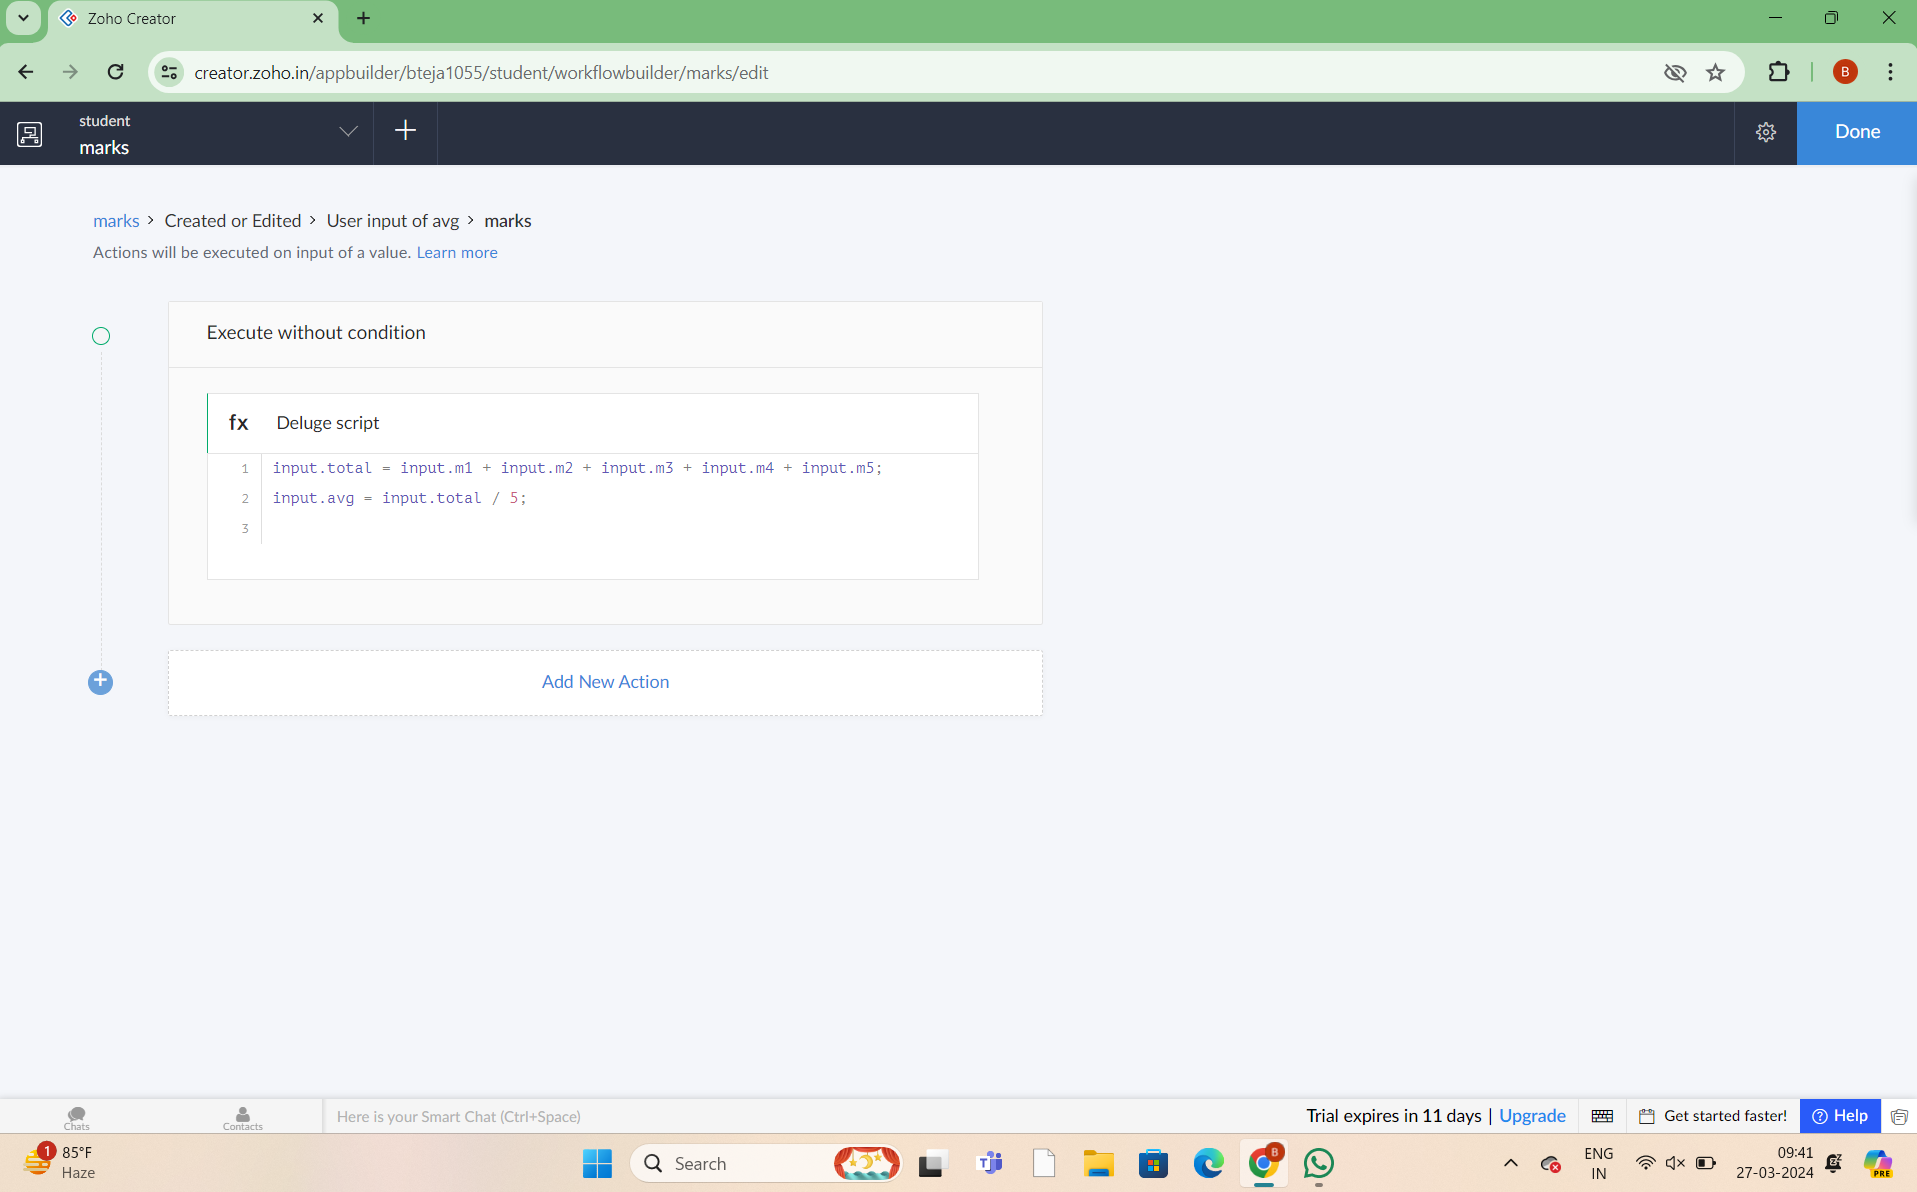 Zoho Creator
creator.zoho.in/appbuilder/bteja1055/student/workflowbuilder/marks/edit
B
student
marks
Done
marks > Created or Edited > User input of avg > marks
Actions will be executed on input of a value. Learn more
Execute without condition
fx Deluge script
1 input.total = input.m1 + input.m2 + input.m3 + input.m4 + input.m5;
2 input.avg = input.total / 5;
3
Add New Action
Chats
Contacts
Here is your Smart Chat (Ctrl+Space)
Trial expires in 11 days | Upgrade
Get started faster!
Help
1
85°F
Haze
Search
B
ENG
IN
09:41
27-03-2024
PRE